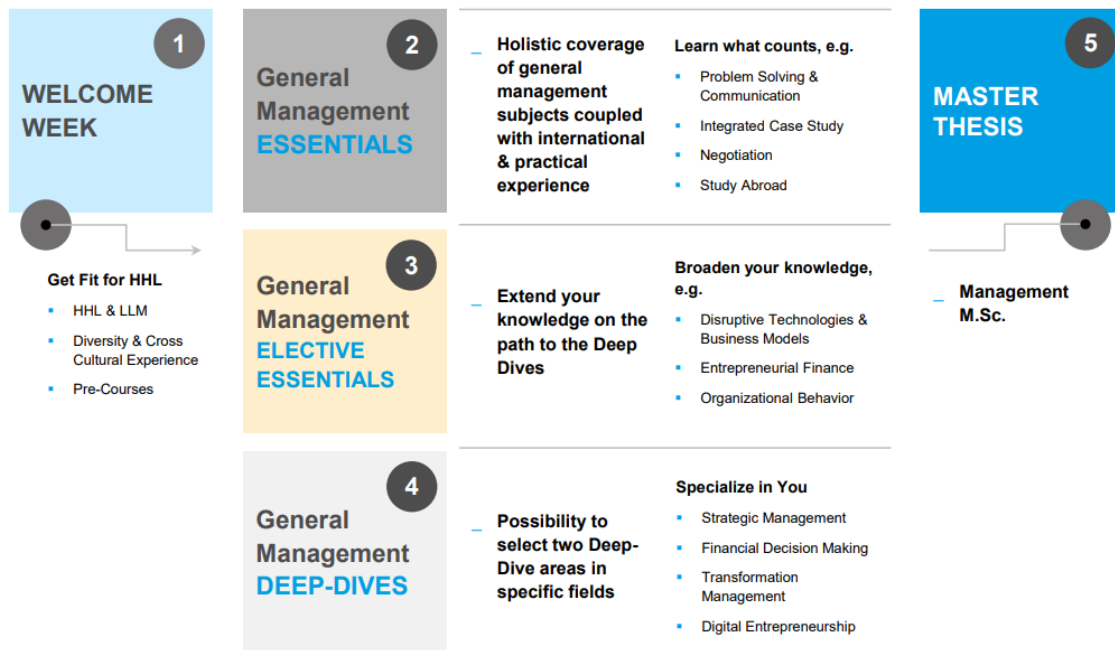 1
WELCOME
WEEK
Get Fit for HHL
▪ HHL & LLM
▪ Diversity & Cross
Cultural Experience
▪ Pre-Courses
2
General
Management
ESSENTIALS
_ Holistic coverage
of general
management
subjects coupled
with international
& practical
experience
Learn what counts, e.g.
▪ Problem Solving &
Communication
▪ Integrated Case Study
▪ Negotiation
▪ Study Abroad
3
General
Management
ELECTIVE
ESSENTIALS
_ Extend your
knowledge on the
path to the Deep
Dives
Broaden your knowledge,
e.g.
▪ Disruptive Technologies &
Business Models
▪ Entrepreneurial Finance
▪ Organizational Behavior
4
General
Management
DEEP-DIVES
_ Possibility to
select two Deep-
Dive areas in
specific fields
Specialize in You
▪ Strategic Management
▪ Financial Decision Making
▪ Transformation
Management
▪ Digital Entrepreneurship
5
MASTER
THESIS
_ Management
M.Sc.